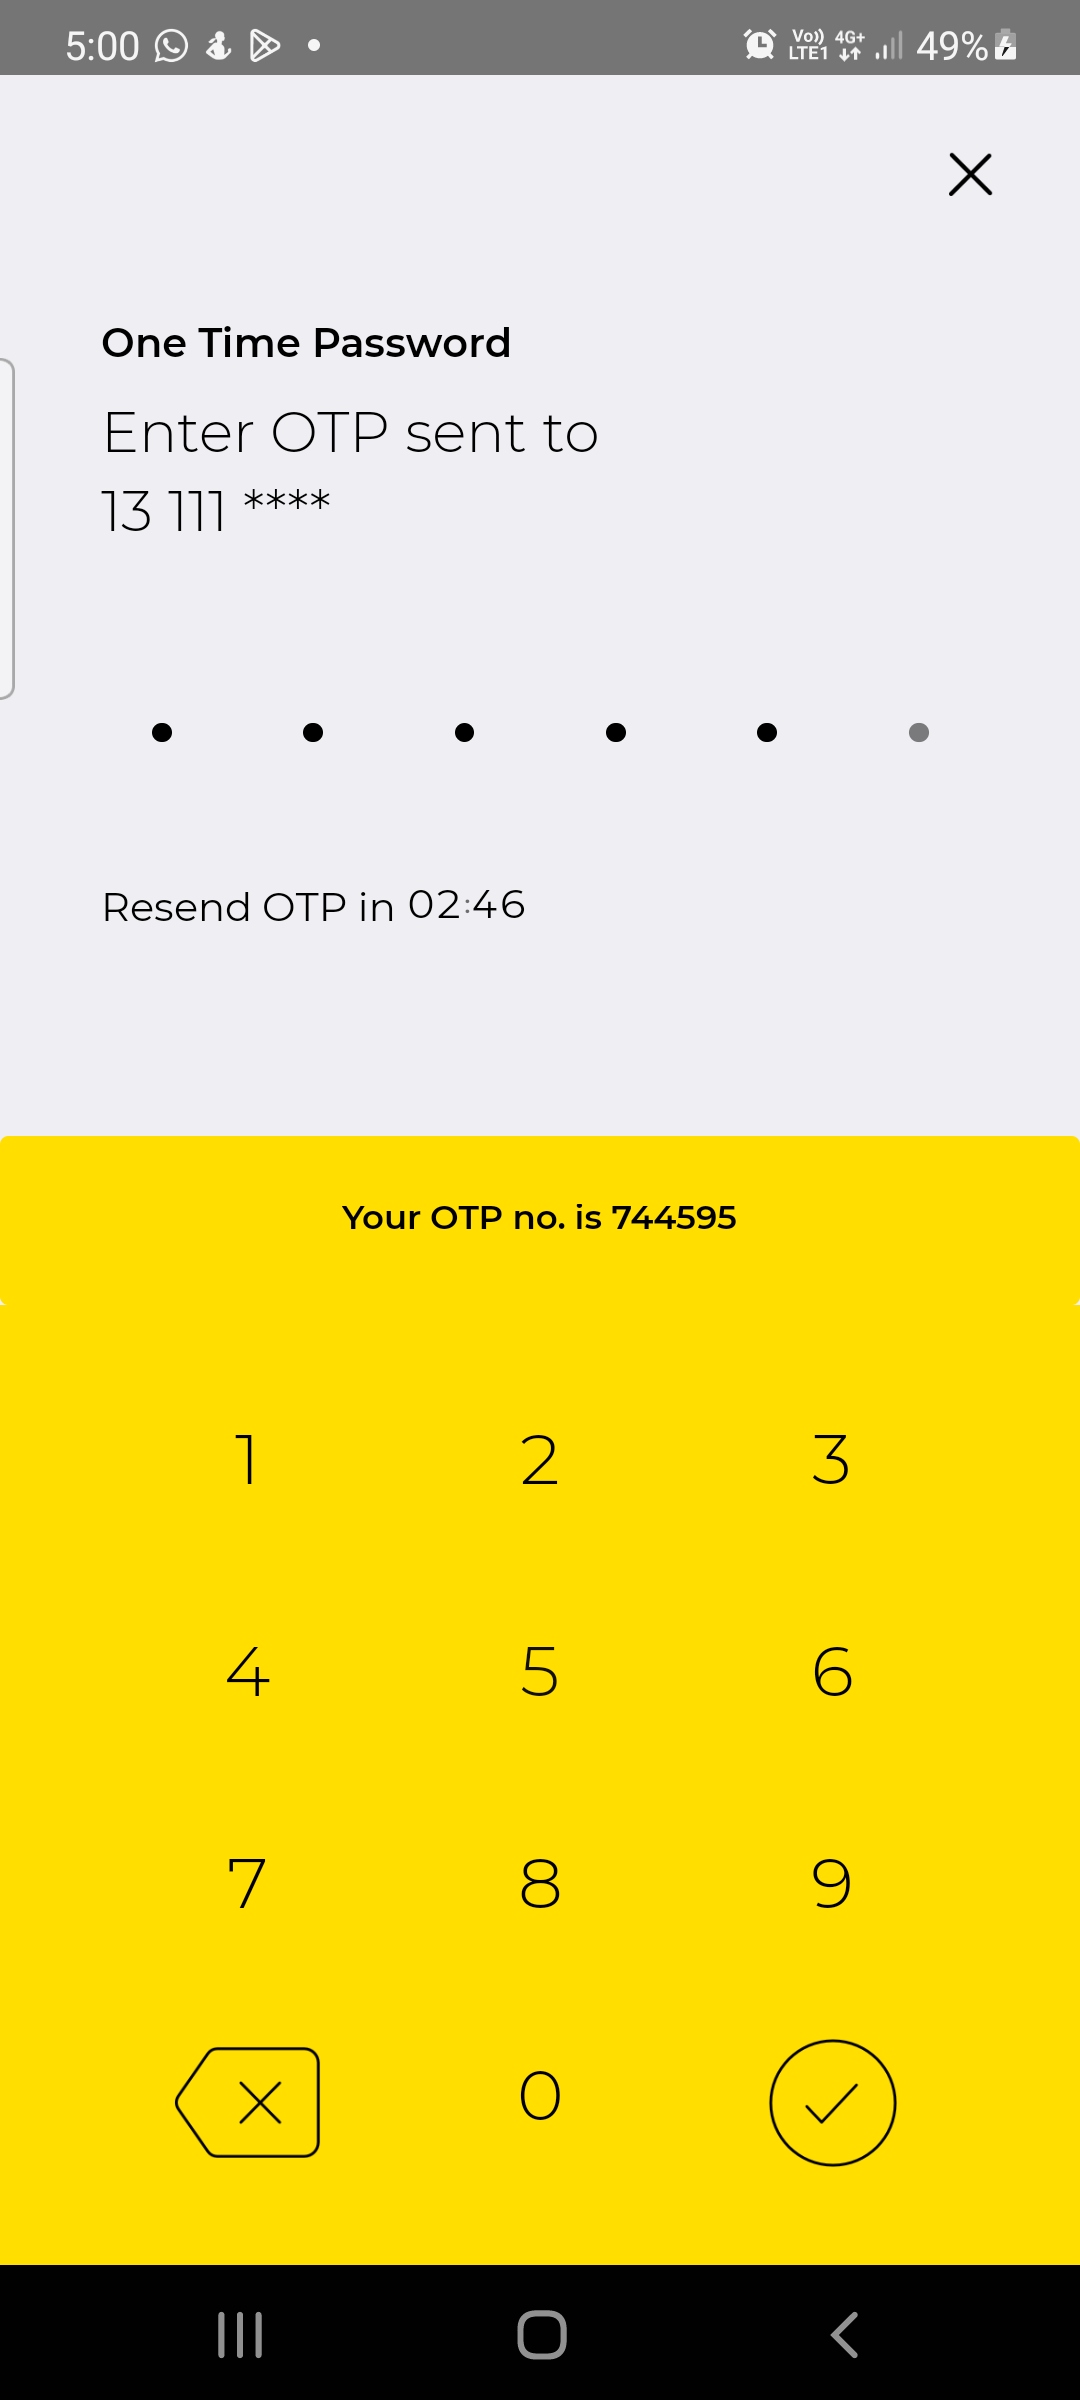 5:00
Vo)) LTE1 4G+ 49%
One Time Password
Enter OTP sent to
13 111 ****
Resend OTP in 02:46
Your OTP no. is 744595
1 2 3
4 5 6
7 8 9
0